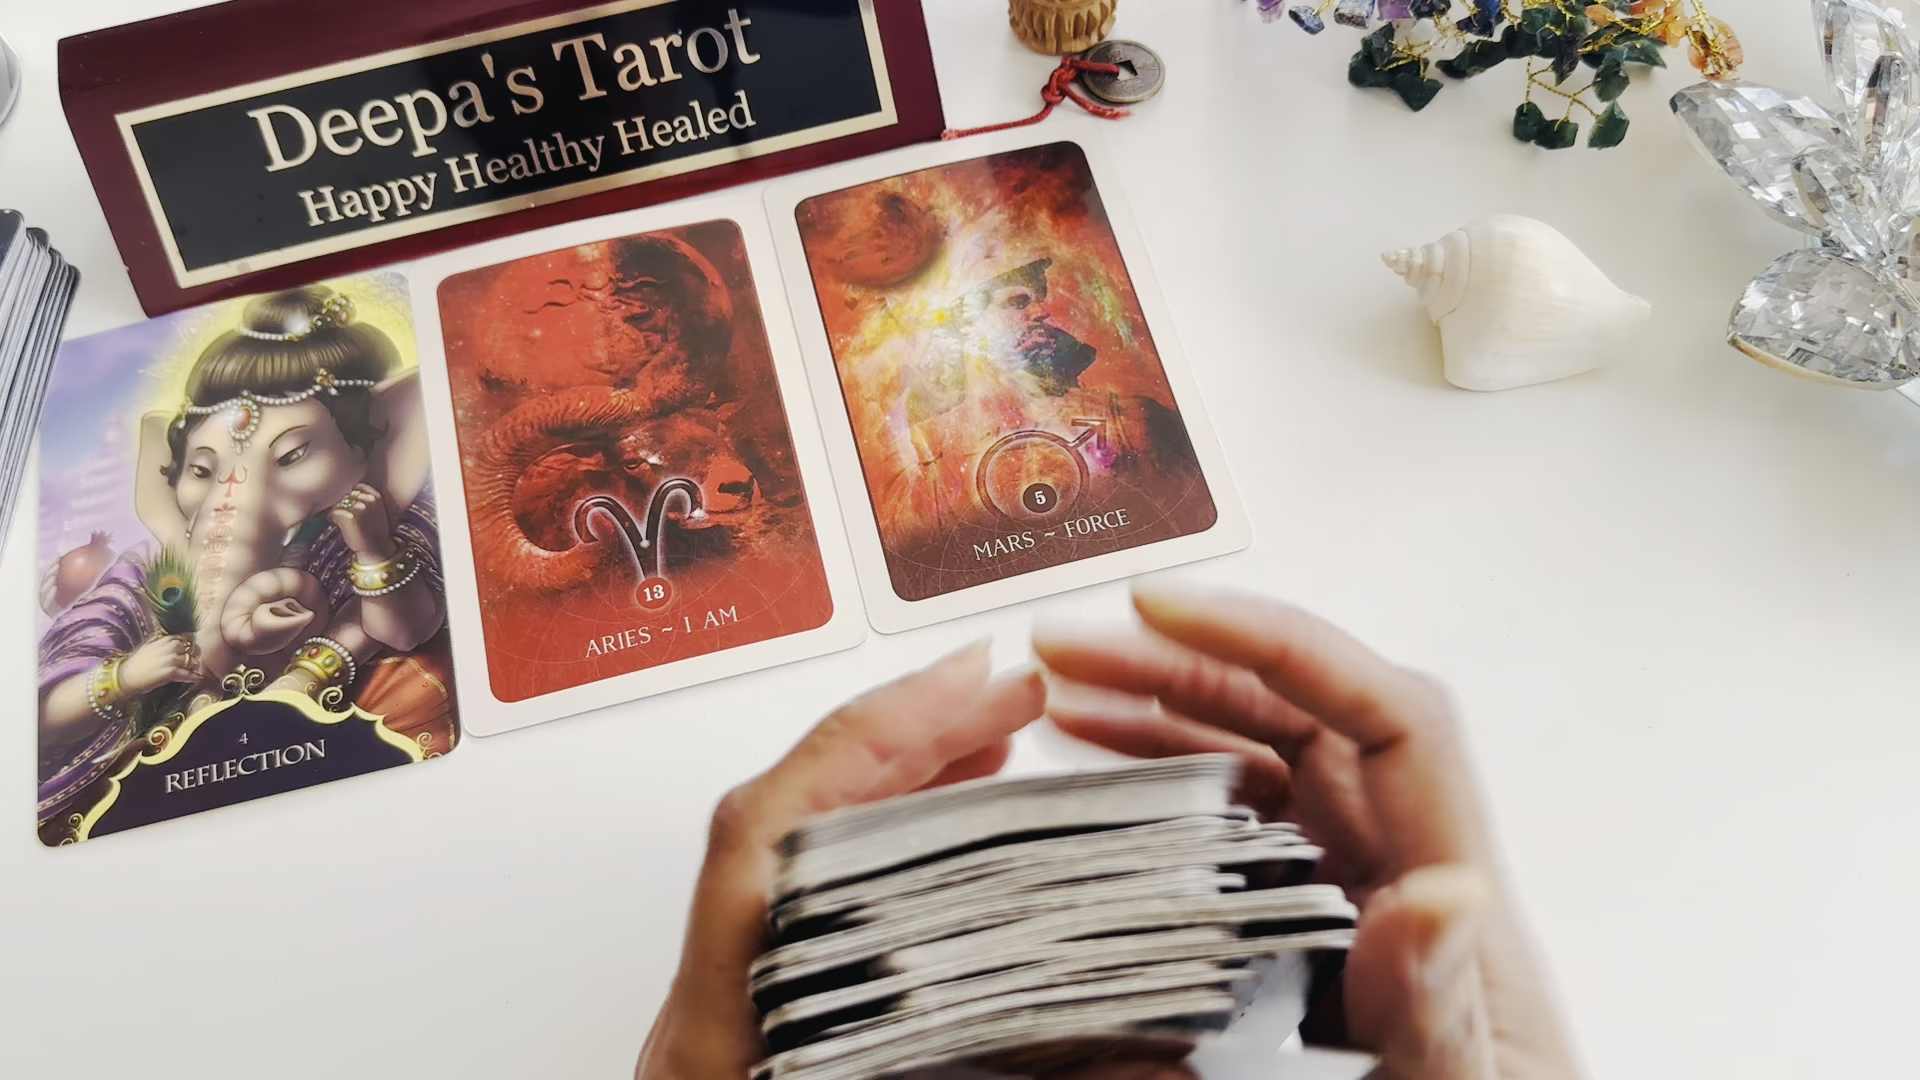 Deepa's Tarot
Happy Healthy Healed
4
REFLECTION
13
ARIES ~ I AM
5
MARS ~ FORCE